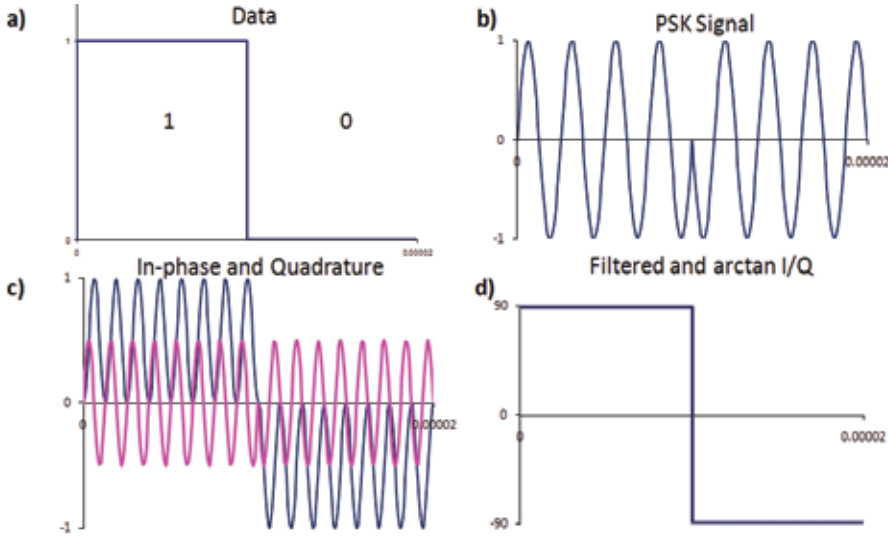 a)
Data
1
1
0
0
0
0.00002
b)
PSK Signal
1
0
0
0.00002
-1
c)
In-phase and Quadrature
1
0
0
0.00002
-1
d)
Filtered and arctan I/Q
90
0
0
0.00002
-90